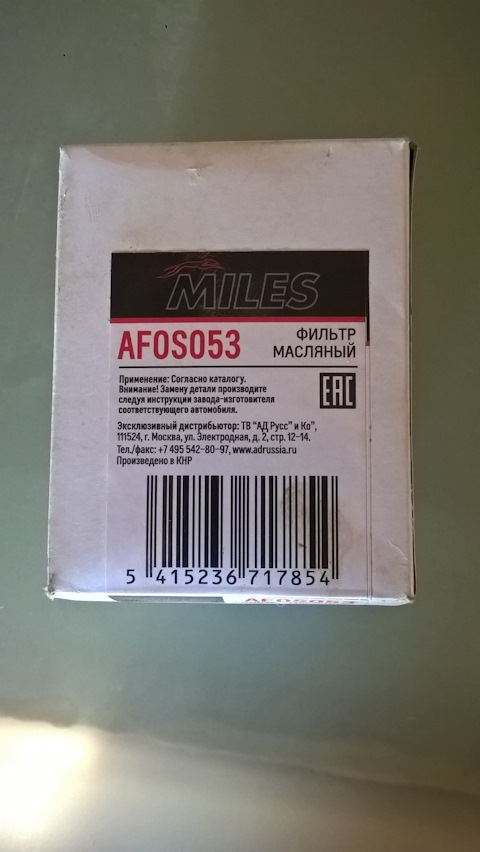 MILES
AFOS053
ФИЛЬТР
МАСЛЯНЫЙ
Применение: Согласно каталогу.
Внимание! Замену детали производите
следуя инструкции завода-изготовителя
соответствующего автомобиля.
EAC
Эксклюзивный дистрибьютор: ТВ "АД Русс" и Ко",
111524, г. Москва, ул. Электродная, д. 2, стр. 12-14.
Тел./факс: +7 495 542-80-97, www.adrussia.ru
Произведено в КНР
5 415236 717854
AFOS053